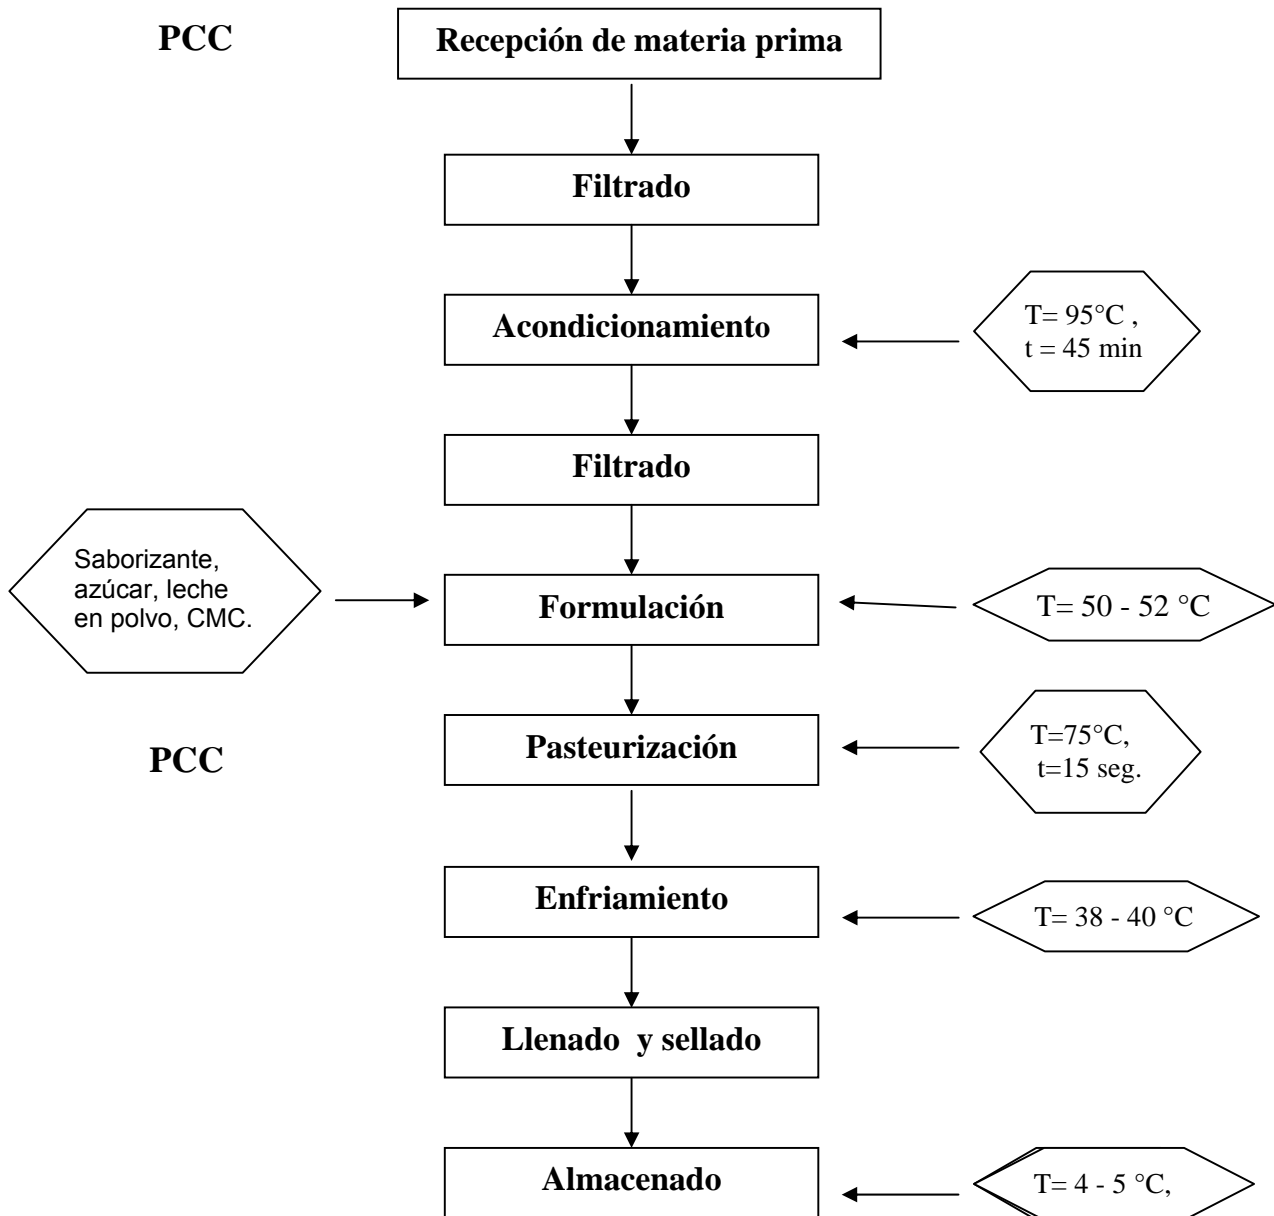 PCC
Recepción de materia prima
Filtrado
Acondicionamiento
T= 95°C ,
t = 45 min
Filtrado
Saborizante,
azúcar, leche
en polvo, CMC.
Formulación
T= 50 - 52 °C
PCC
Pasteurización
T=75°C,
t=15 seg.
Enfriamiento
T= 38 - 40 °C
Llenado  y sellado
Almacenado
T= 4 - 5 °C,